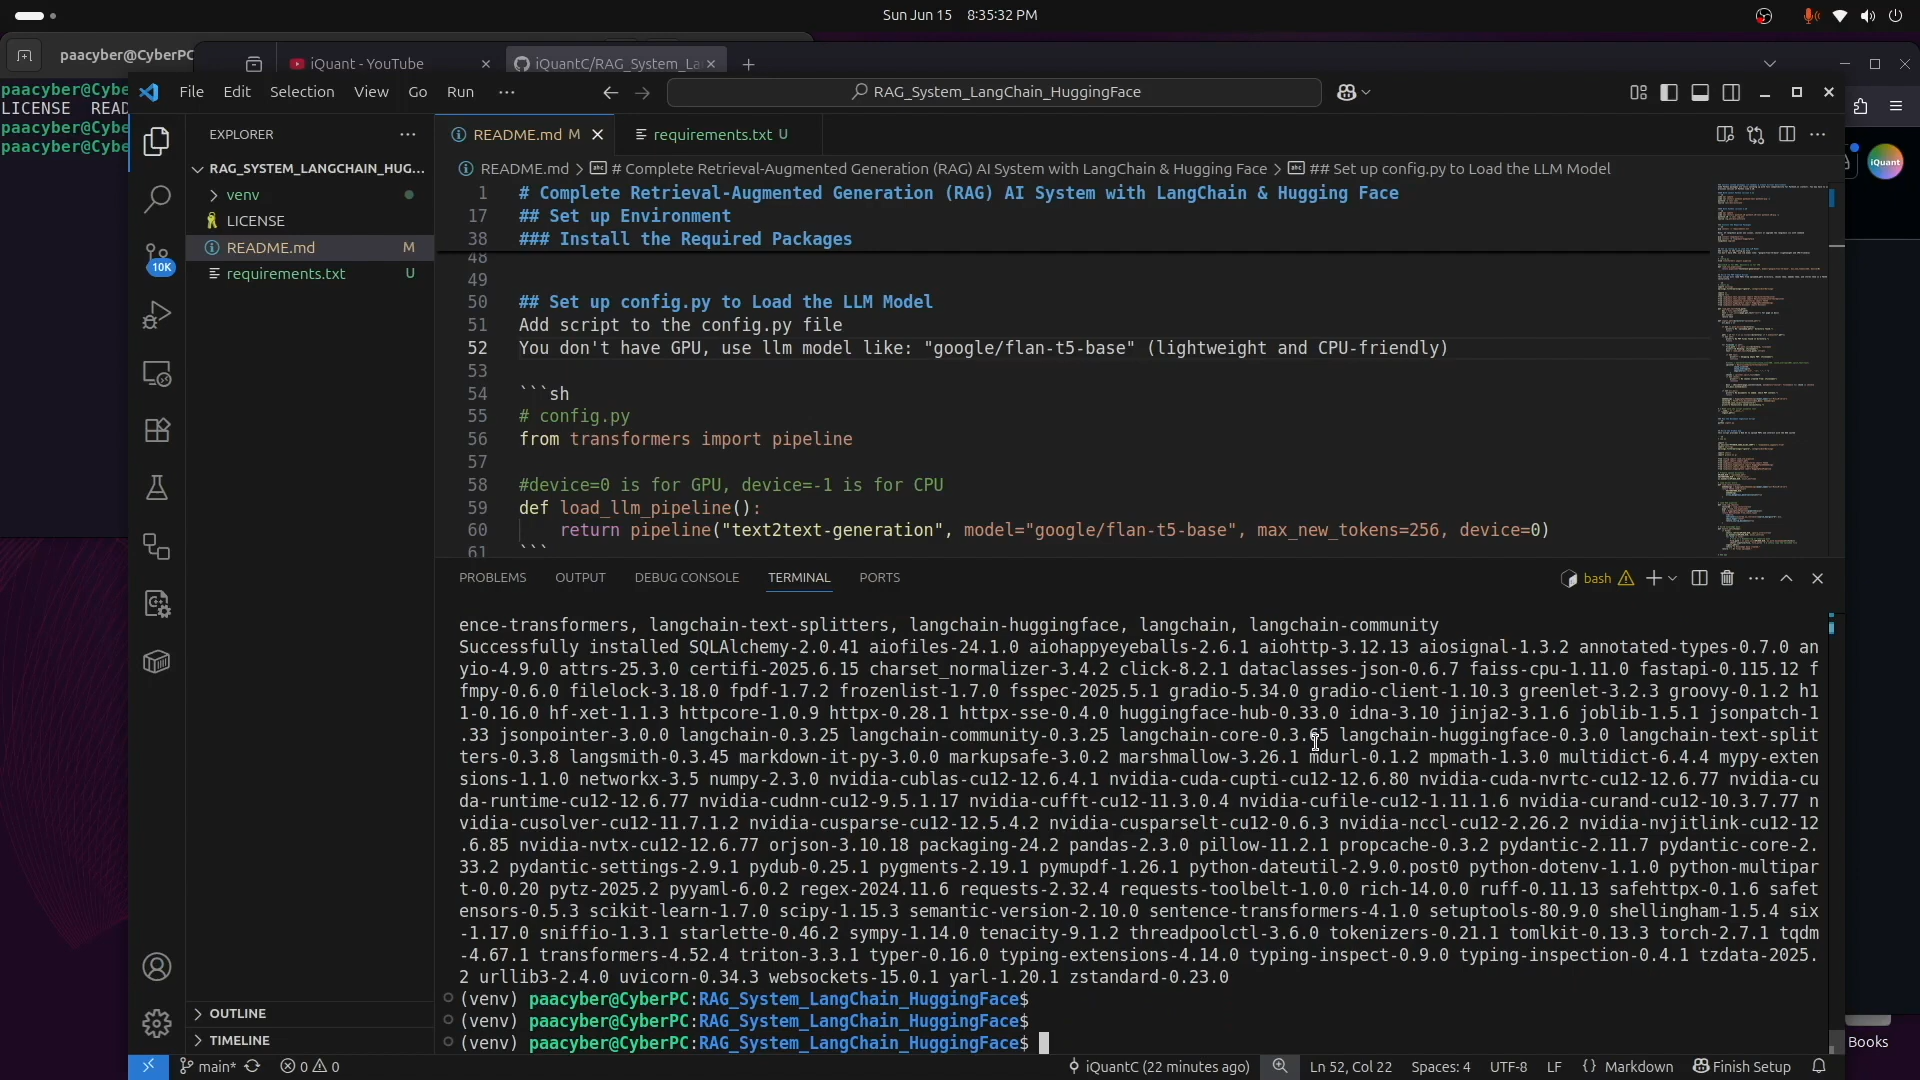 Sun Jun 15 8:35:32 PM
paacyber@CyberPC
iQuant - YouTube
iQuantC/RAG_System_La
paacyber@Cybe
LICENSE READ
paacyber@Cybe
paacyber@Cybe
File Edit Selection View Go Run ···
RAG_System_LangChain_HuggingFace
EXPLORER
README.md M
requirements.txt U
README.md > # Complete Retrieval-Augmented Generation (RAG) AI System with LangChain & Hugging Face > ## Set up config.py to Load the LLM Model
RAG_SYSTEM_LANGCHAIN_HUG...
venv
LICENSE
README.md M
requirements.txt U
10K
iQuant
1 # Complete Retrieval-Augmented Generation (RAG) AI System with LangChain & Hugging Face
17 ## Set up Environment
38 ### Install the Required Packages
48
49
50 ## Set up config.py to Load the LLM Model
51 Add script to the config.py file
52 You don't have GPU, use llm model like: "google/flan-t5-base" (lightweight and CPU-friendly)
53
54 ```sh
55 # config.py
56 from transformers import pipeline
57
58 #device=0 is for GPU, device=-1 is for CPU
59 def load_llm_pipeline():
60 return pipeline("text2text-generation", model="google/flan-t5-base", max_new_tokens=256, device=0)
61 ```
PROBLEMS OUTPUT DEBUG CONSOLE TERMINAL PORTS
bash
ence-transformers, langchain-text-splitters, langchain-huggingface, langchain, langchain-community
Successfully installed SQLAlchemy-2.0.41 aiofiles-24.1.0 aiohappyeyeballs-2.6.1 aiohttp-3.12.13 aiosignal-1.3.2 annotated-types-0.7.0 an
yio-4.9.0 attrs-25.3.0 certifi-2025.6.15 charset_normalizer-3.4.2 click-8.2.1 dataclasses-json-0.6.7 faiss-cpu-1.11.0 fastapi-0.115.12 f
fmpy-0.6.0 filelock-3.18.0 fpdf-1.7.2 frozenlist-1.7.0 fsspec-2025.5.1 gradio-5.34.0 gradio-client-1.10.3 greenlet-3.2.3 groovy-0.1.2 h1
1-0.16.0 hf-xet-1.1.3 httpcore-1.0.9 httpx-0.28.1 httpx-sse-0.4.0 huggingface-hub-0.33.0 idna-3.10 jinja2-3.1.6 joblib-1.5.1 jsonpatch-1
.33 jsonpointer-3.0.0 langchain-0.3.25 langchain-community-0.3.25 langchain-core-0.3.65 langchain-huggingface-0.3.0 langchain-text-split
ters-0.3.8 langsmith-0.3.45 markdown-it-py-3.0.0 markupsafe-3.0.2 marshmallow-3.26.1 mdurl-0.1.2 mpmath-1.3.0 multidict-6.4.4 mypy-exten
sions-1.1.0 networkx-3.5 numpy-2.3.0 nvidia-cublas-cu12-12.6.4.1 nvidia-cuda-cupti-cu12-12.6.80 nvidia-cuda-nvrtc-cu12-12.6.77 nvidia-cu
da-runtime-cu12-12.6.77 nvidia-cudnn-cu12-9.5.1.17 nvidia-cufft-cu12-11.3.0.4 nvidia-cufile-cu12-1.11.1.6 nvidia-curand-cu12-10.3.7.77 n
vidia-cusolver-cu12-11.7.1.2 nvidia-cusparse-cu12-12.5.4.2 nvidia-cusparselt-cu12-0.6.3 nvidia-nccl-cu12-2.26.2 nvidia-nvjitlink-cu12-12
.6.85 nvidia-nvtx-cu12-12.6.77 orjson-3.10.18 packaging-24.2 pandas-2.3.0 pillow-11.2.1 propcache-0.3.2 pydantic-2.11.7 pydantic-core-2.
33.2 pydantic-settings-2.9.1 pydub-0.25.1 pygments-2.19.1 pymupdf-1.26.1 python-dateutil-2.9.0.post0 python-dotenv-1.1.0 python-multipar
t-0.0.20 pytz-2025.2 pyyaml-6.0.2 regex-2024.11.6 requests-2.32.4 requests-toolbelt-1.0.0 rich-14.0.0 ruff-0.11.13 safehttpx-0.1.6 safet
ensors-0.5.3 scikit-learn-1.7.0 scipy-1.15.3 semantic-version-2.10.0 sentence-transformers-4.1.0 setuptools-80.9.0 shellingham-1.5.4 six
-1.17.0 sniffio-1.3.1 starlette-0.46.2 sympy-1.14.0 tenacity-9.1.2 threadpoolctl-3.6.0 tokenizers-0.21.1 tomlkit-0.13.3 torch-2.7.1 tqdm
-4.67.1 transformers-4.52.4 triton-3.3.1 typer-0.16.0 typing-extensions-4.14.0 typing-inspect-0.9.0 typing-inspection-0.4.1 tzdata-2025.
2 urllib3-2.4.0 uvicorn-0.34.3 websockets-15.0.1 yarl-1.20.1 zstandard-0.23.0
(venv) paacyber@CyberPC:RAG_System_LangChain_HuggingFace$
(venv) paacyber@CyberPC:RAG_System_LangChain_HuggingFace$
(venv) paacyber@CyberPC:RAG_System_LangChain_HuggingFace$
OUTLINE
TIMELINE
Books
main* 0 0 iQuantC (22 minutes ago) Ln 52, Col 22 Spaces: 4 UTF-8 LF {} Markdown Finish Setup